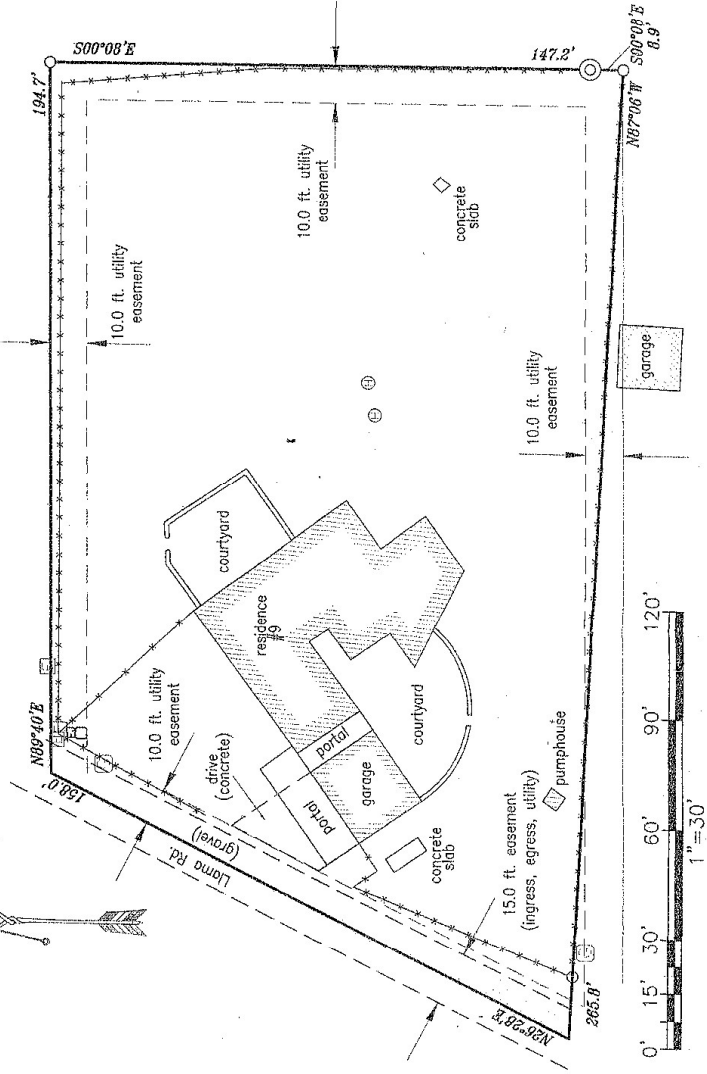 S00°08'E
147.2'
S00°08'E
8.9'
194.7'
N87°06'W
10.0 ft. utility
easement
concrete
slab
10.0 ft. utility
easement
garage
10.0 ft. utility
easement
courtyard
residence
#9
N89°40'E
10.0 ft. utility
easement
drive
(concrete)
portal
courtyard
158.0'
portal
garage
pumphouse
Llama Rd.
(gravel)
concrete
slab
15.0 ft. easement
(ingress, egress, utility)
N26°28'E
265.8'
0'
15'
30'
60'
90'
120'
1"=30'